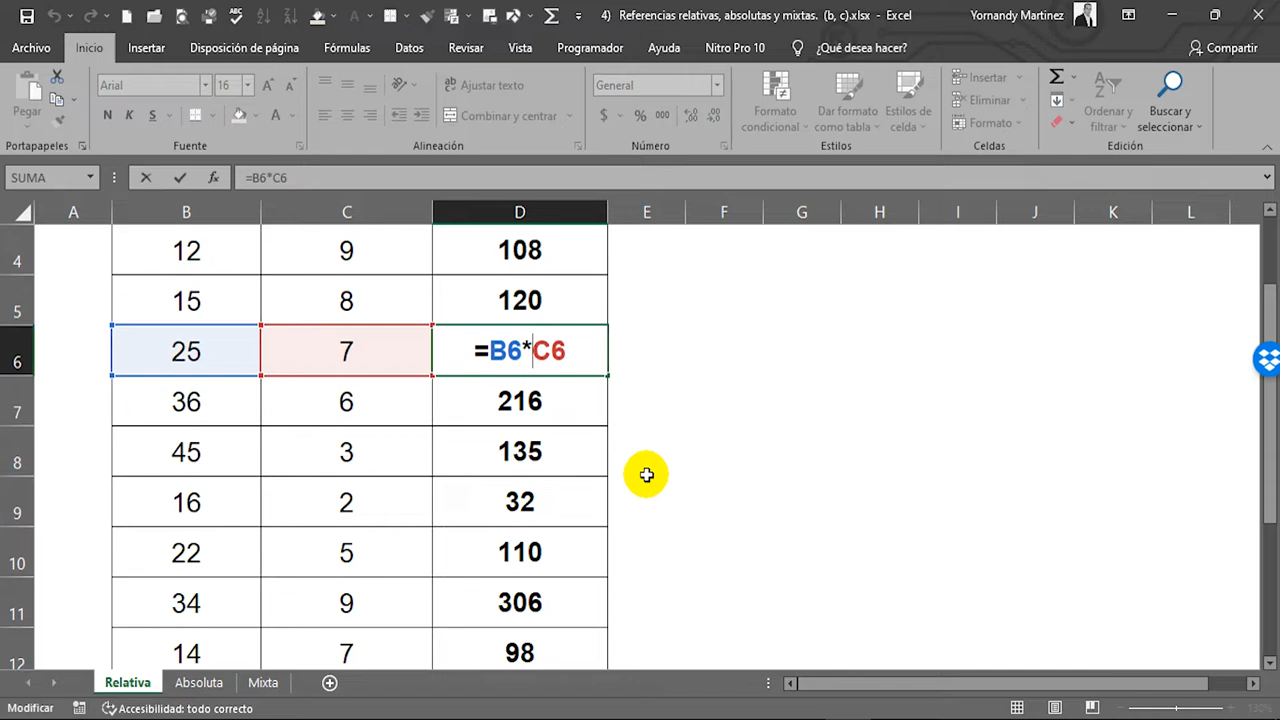 4) Referencias relativas, absolutas y mixtas. (b, c).xlsx - Excel
Yornandy Martinez
Archivo Inicio Insertar Disposición de página Fórmulas Datos Revisar Vista Programador Ayuda Nitro Pro 10 ¿Qué desea hacer? Compartir
Pegar
Portapapeles
Arial 16
N K S A
Fuente
Ajustar texto
Combinar y centrar
Alineación
General
$ % 000
Número
Formato condicional
Dar formato como tabla
Estilos de celda
Estilos
Insertar
Eliminar
Formato
Celdas
Ordenar y filtrar
Buscar y seleccionar
Edición
SUMA fx =B6*C6
A B C D E F G H I J K L
4 12 9 108
5 15 8 120
6 25 7 =B6*C6
7 36 6 216
8 45 3 135
9 16 2 32
10 22 5 110
11 34 9 306
12 14 7 98
Relativa Absoluta Mixta
Modificar Accesibilidad: todo correcto 130%